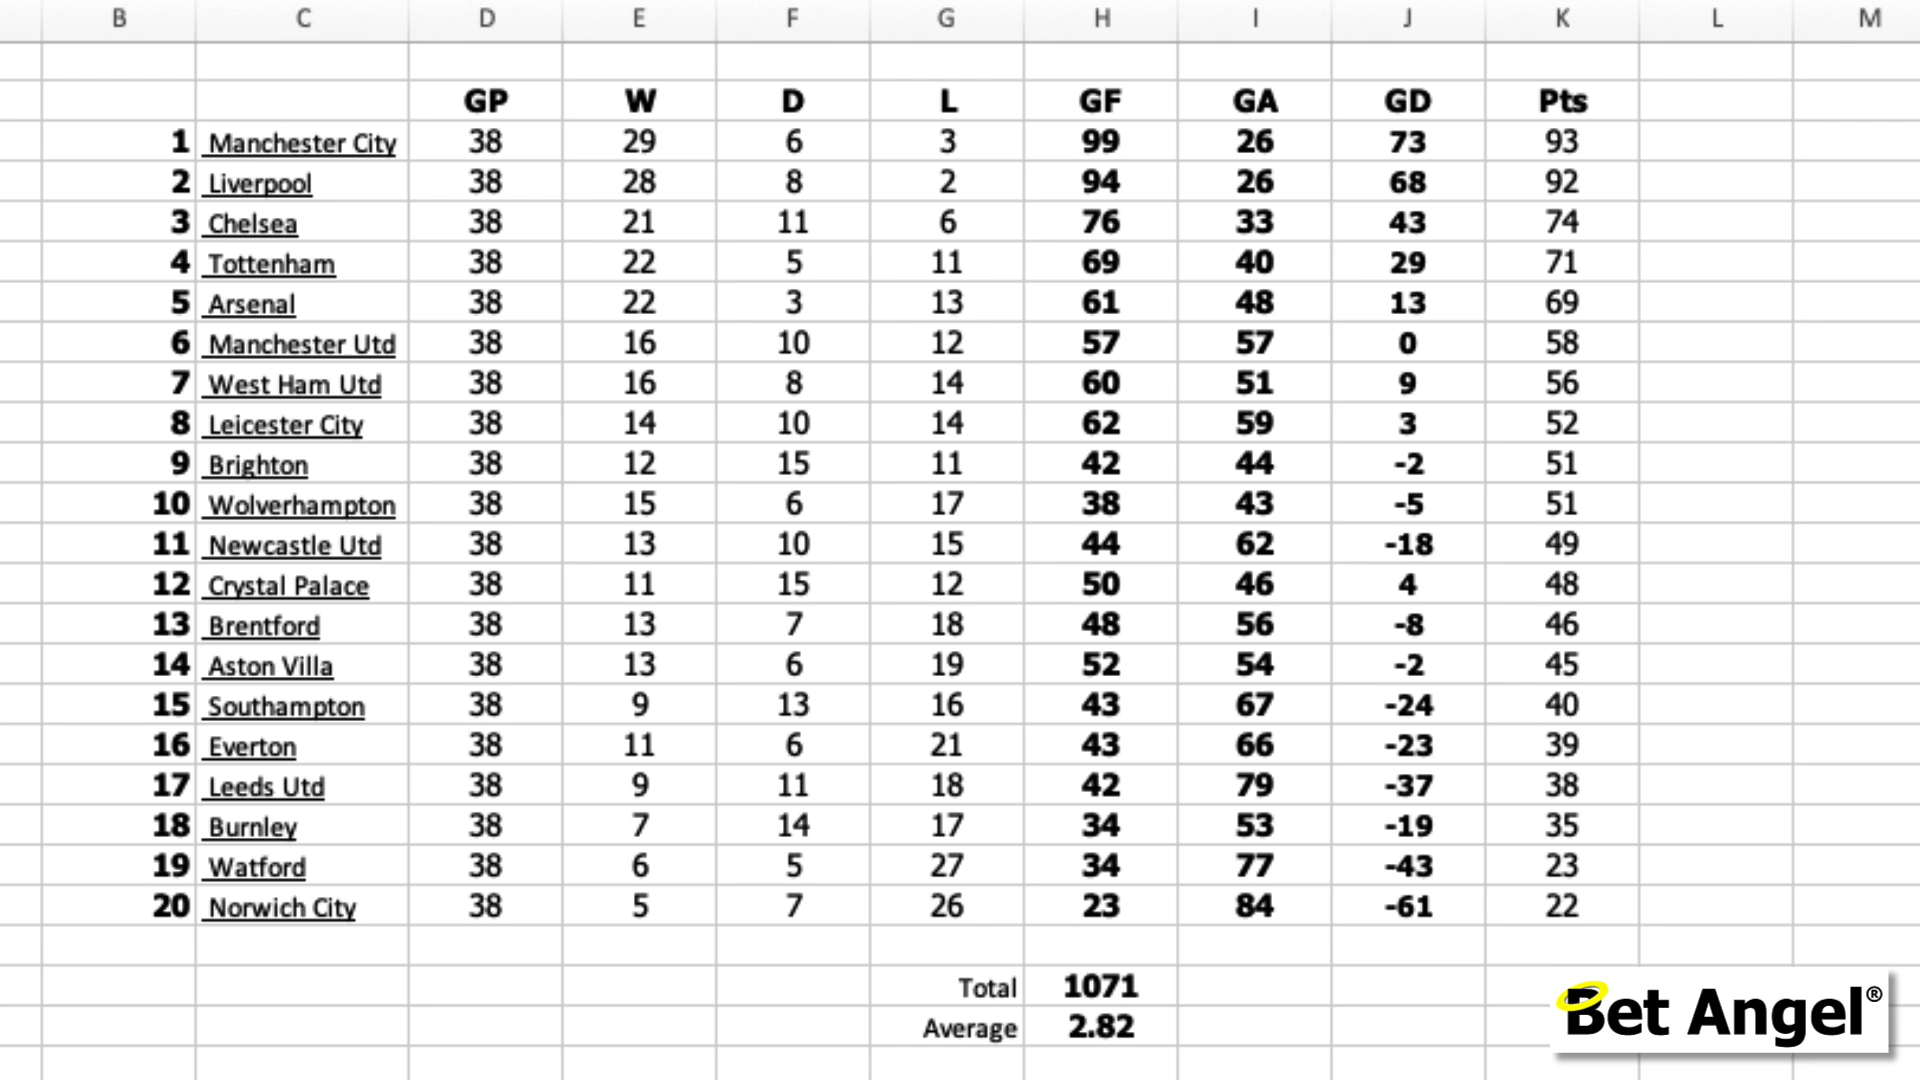 B C D E F G H I J K L M
GP W D L GF GA GD Pts
1 Manchester City 38 29 6 3 99 26 73 93
2 Liverpool 38 28 8 2 94 26 68 92
3 Chelsea 38 21 11 6 76 33 43 74
4 Tottenham 38 22 5 11 69 40 29 71
5 Arsenal 38 22 3 13 61 48 13 69
6 Manchester Utd 38 16 10 12 57 57 0 58
7 West Ham Utd 38 16 8 14 60 51 9 56
8 Leicester City 38 14 10 14 62 59 3 52
9 Brighton 38 12 15 11 42 44 -2 51
10 Wolverhampton 38 15 6 17 38 43 -5 51
11 Newcastle Utd 38 13 10 15 44 62 -18 49
12 Crystal Palace 38 11 15 12 50 46 4 48
13 Brentford 38 13 7 18 48 56 -8 46
14 Aston Villa 38 13 6 19 52 54 -2 45
15 Southampton 38 9 13 16 43 67 -24 40
16 Everton 38 11 6 21 43 66 -23 39
17 Leeds Utd 38 9 11 18 42 79 -37 38
18 Burnley 38 7 14 17 34 53 -19 35
19 Watford 38 6 5 27 34 77 -43 23
20 Norwich City 38 5 7 26 23 84 -61 22
Total 1071
Average 2.82
Bet Angel®